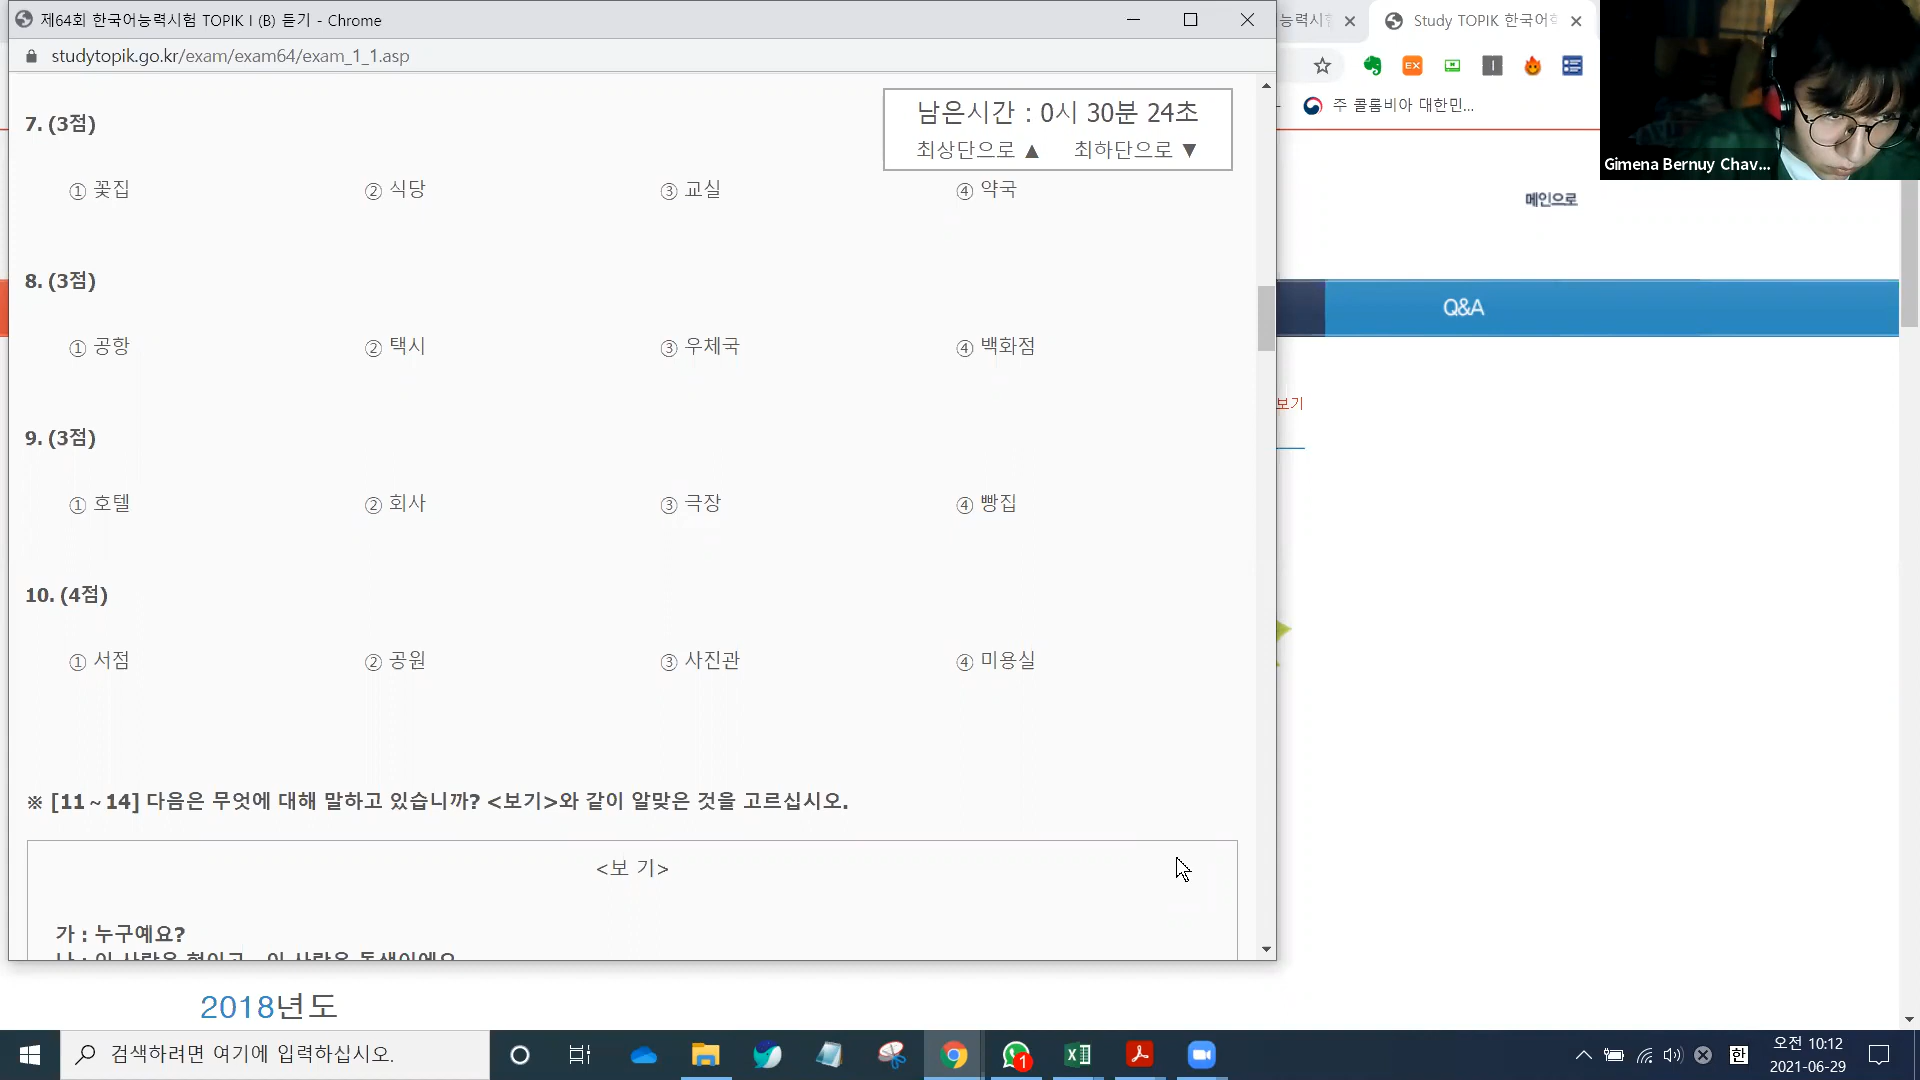 제64회 한국어능력시험 TOPIK I (B) 듣기 - Chrome
studytopik.go.kr/exam/exam64/exam_1_1.asp
Study TOPIK 한국어
주 콜롬비아 대한민...
Gimena Bernuy Chav...
메인으로
Q&A
보기
남은시간 : 0시 30분 24초
최상단으로 ▲ 최하단으로 ▼
7. (3점)
① 꽃집 ② 식당 ③ 교실 ④ 약국
8. (3점)
① 공항 ② 택시 ③ 우체국 ④ 백화점
9. (3점)
① 호텔 ② 회사 ③ 극장 ④ 빵집
10. (4점)
① 서점 ② 공원 ③ 사진관 ④ 미용실
※ [11 ~ 14] 다음은 무엇에 대해 말하고 있습니까? <보기>와 같이 알맞은 것을 고르십시오.
<보 기>
가 : 누구예요?
2018년도
검색하려면 여기에 입력하십시오.
1
한
오전 10:12
2021-06-29